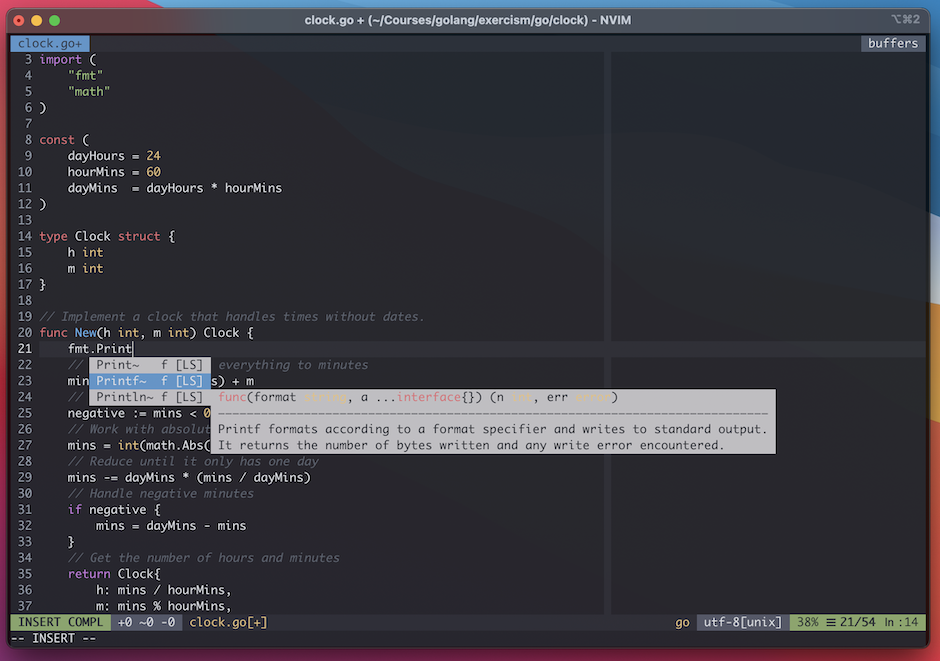 clock.go + (~/Courses/golang/exercism/go/clock) - NVIM ⌥⌘2
clock.go+ buffers
3 import (
4 "fmt"
5 "math"
6 )
7
8 const (
9 dayHours = 24
10 hourMins = 60
11 dayMins = dayHours * hourMins
12 )
13
14 type Clock struct {
15 h int
16 m int
17 }
18
19 // Implement a clock that handles times without dates.
20 func New(h int, m int) Clock {
21 fmt.Print
22 // Print~ f [LS] everything to minutes
23 min Printf~ f [LS] s) + m
24 // Println~ f [LS] func(format string, a ...interface{}) (n int, err error)
25 negative := mins < 0
26 // Work with absolut Printf formats according to a format specifier and writes to standard output.
27 mins = int(math.Abs( It returns the number of bytes written and any write error encountered.
28 // Reduce until it only has one day
29 mins -= dayMins * (mins / dayMins)
30 // Handle negative minutes
31 if negative {
32 mins = dayMins - mins
33 }
34 // Get the number of hours and minutes
35 return Clock{
36 h: mins / hourMins,
37 m: mins % hourMins,
INSERT COMPL +0 ~0 -0 clock.go[+] go utf-8[unix] 38% ☰ 21/54 ln :14
-- INSERT --